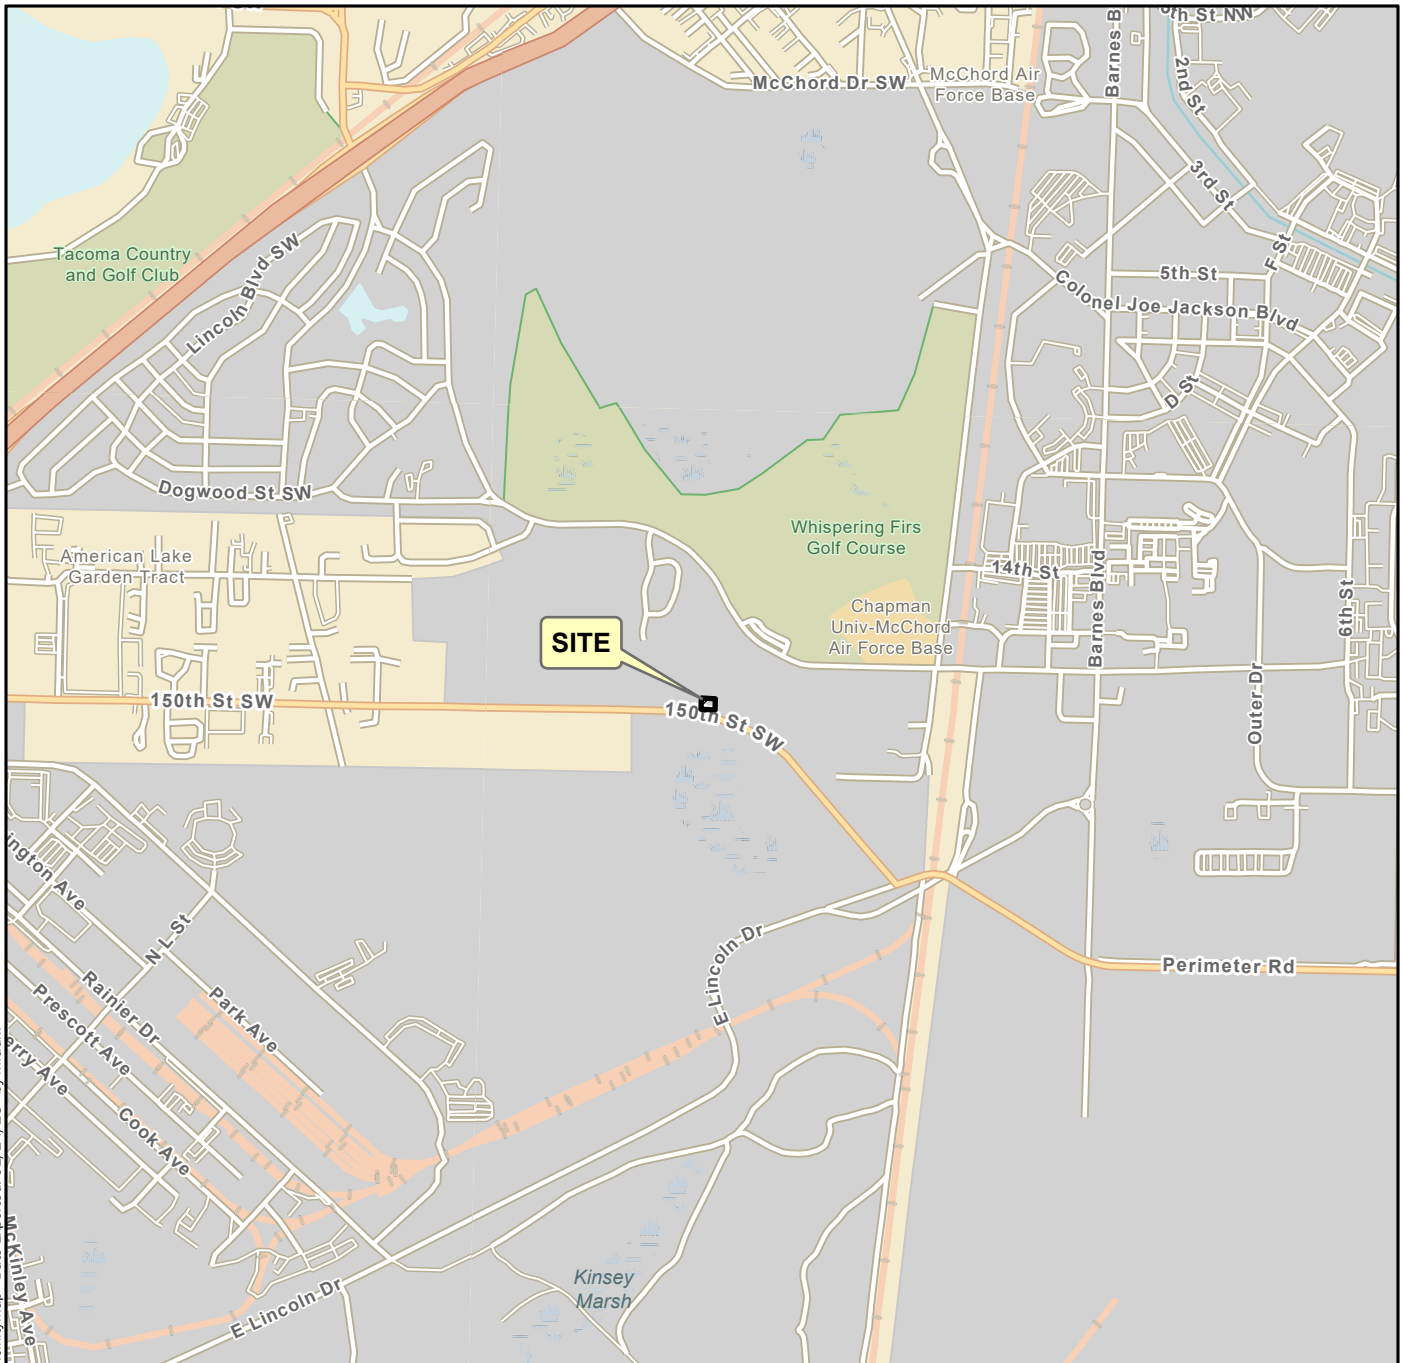 6th St NW
McChord Dr SW
McChord Air
Force Base
Barnes B
2nd St
3rd St
Tacoma Country
and Golf Club
Lincoln Blvd SW
F St
5th St
Colonel Joe Jackson Blvd
D St
Dogwood St SW
American Lake
Garden Tract
Whispering Firs
Golf Course
14th St
Barnes Blvd
Chapman
Univ-McChord
Air Force Base
6th St
SITE
150th St SW
150th St SW
Outer Dr
ington Ave
N L St
E Lincoln Dr
Perimeter Rd
Rainier Dr
Park Ave
Prescott Ave
erry Ave
Cook Ave
McKinley Ave
Kinsey
Marsh
E Lincoln Dr